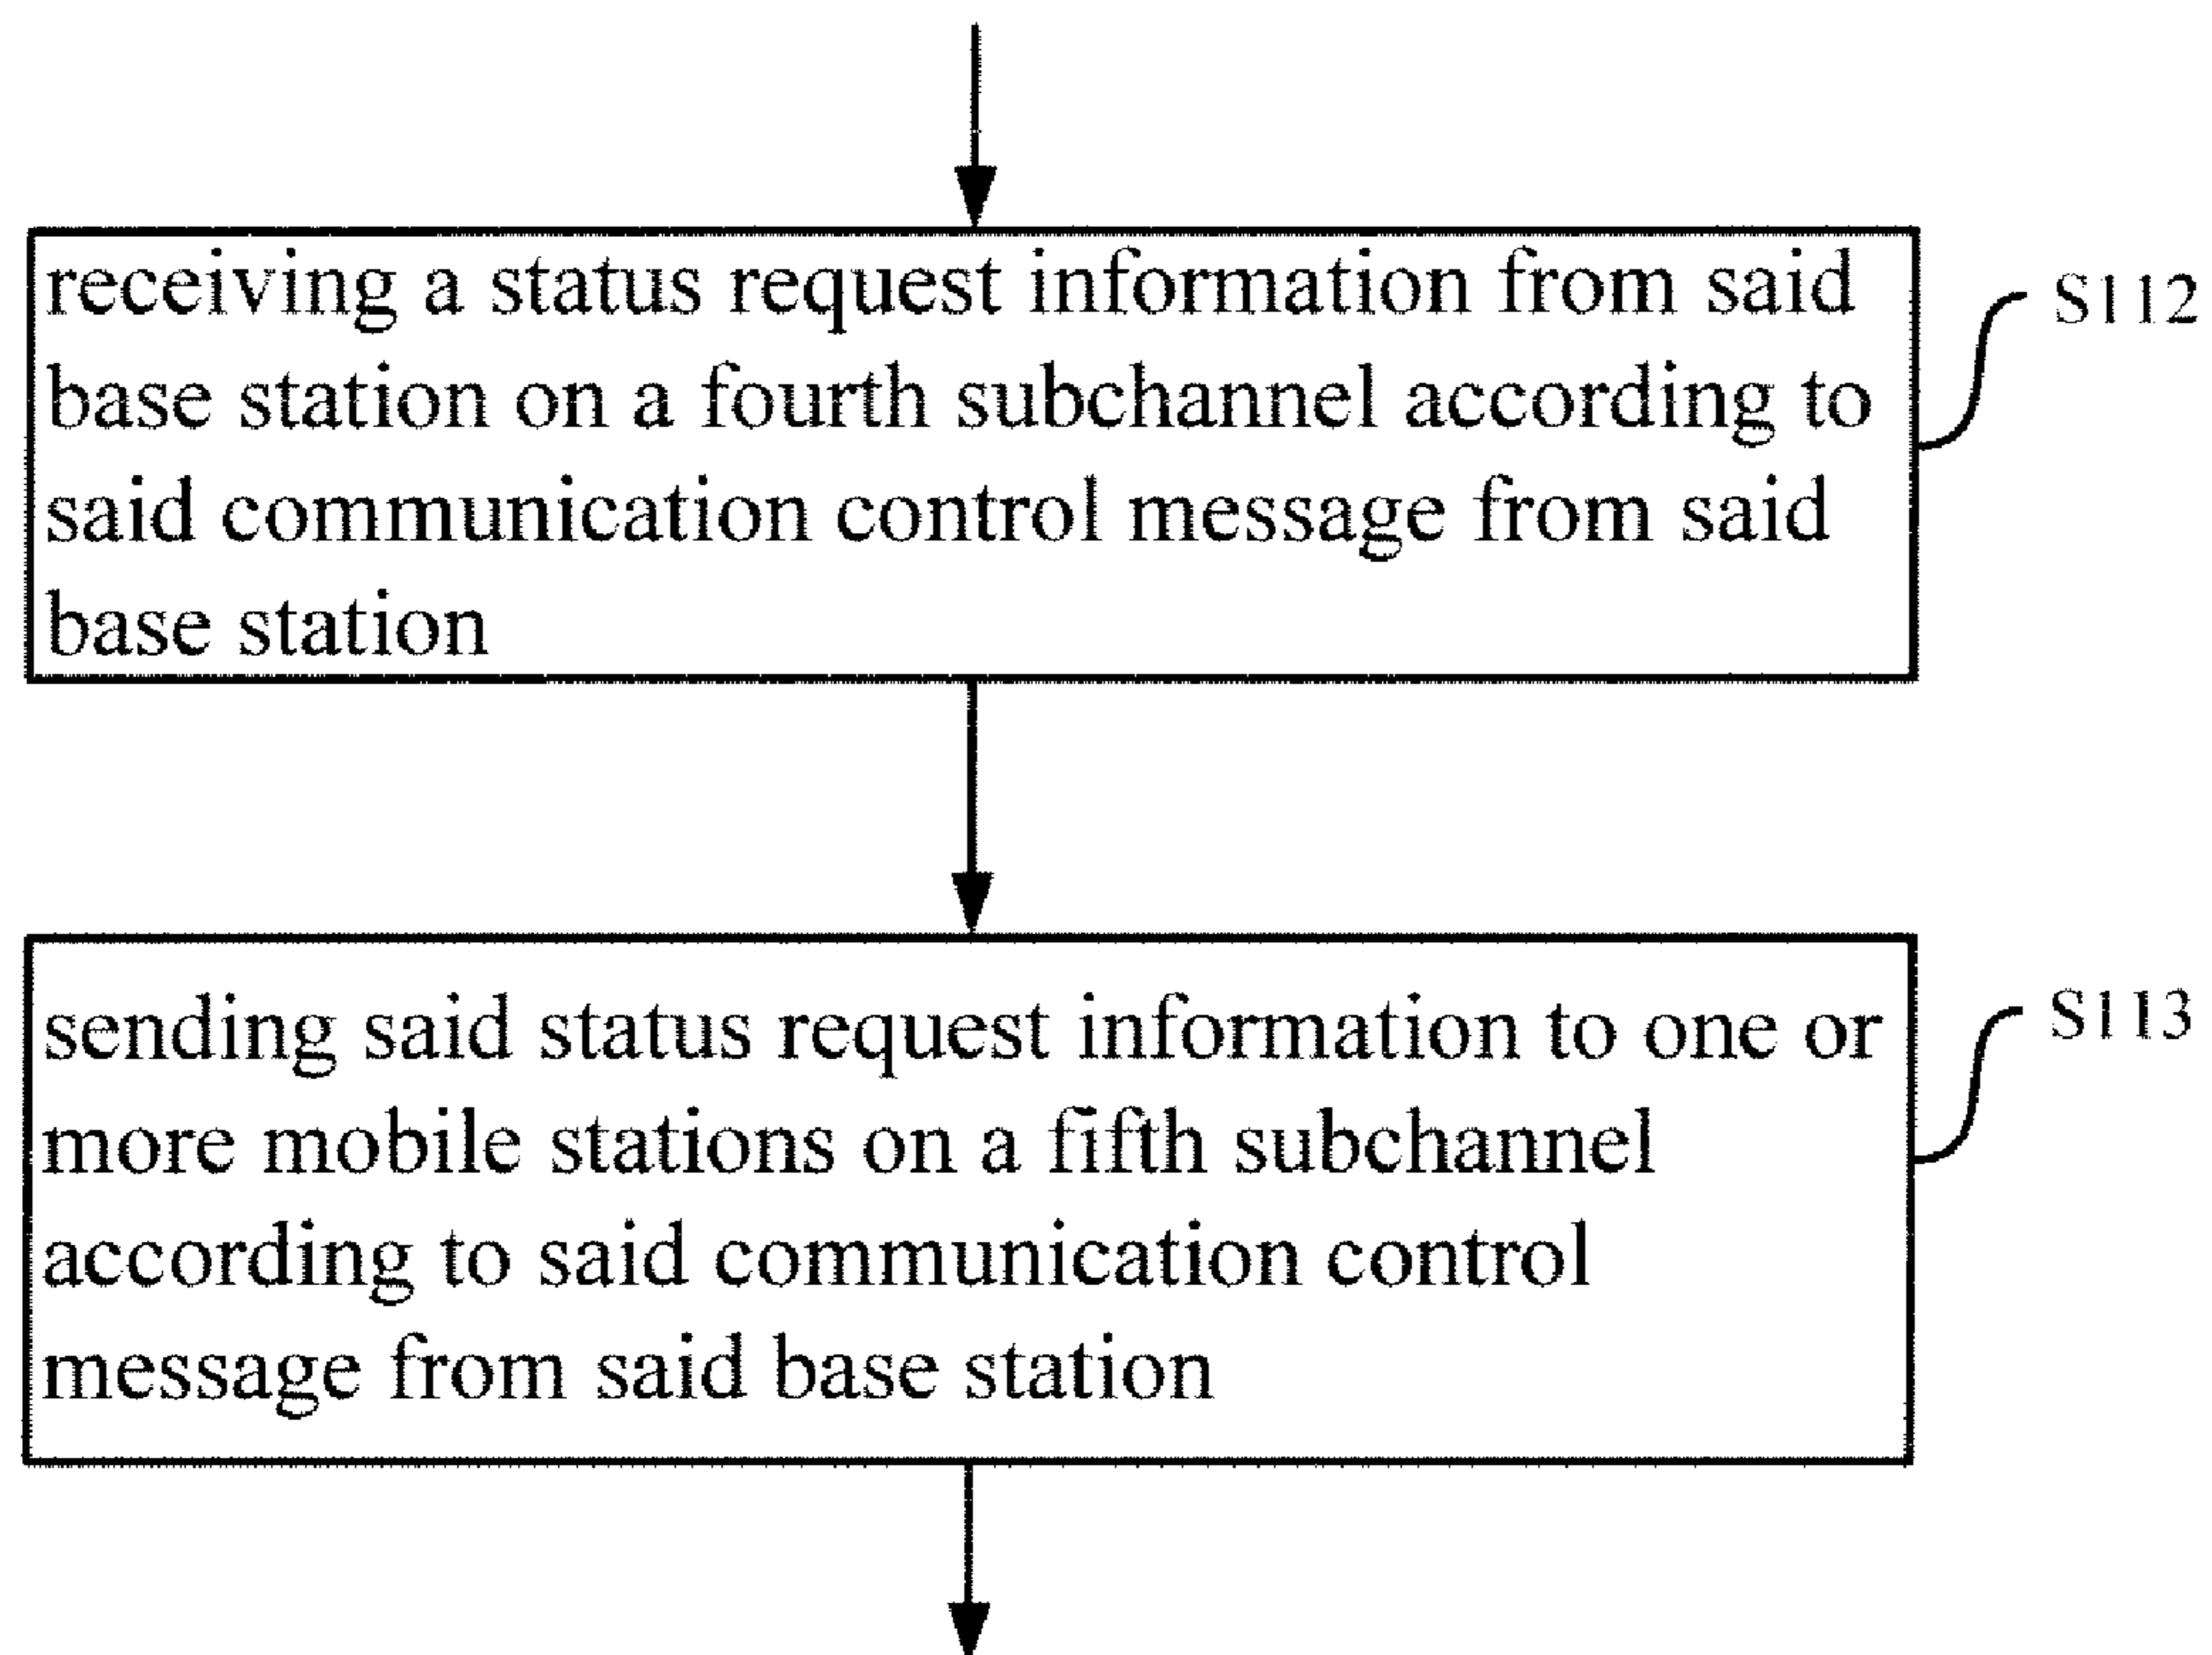 receiving a status request information from said
base station on a fourth subchannel according to
said communication control message from said
base station
S112
sending said status request information to one or
more mobile stations on a fifth subchannel
according to said communication control
message from said base station
S113